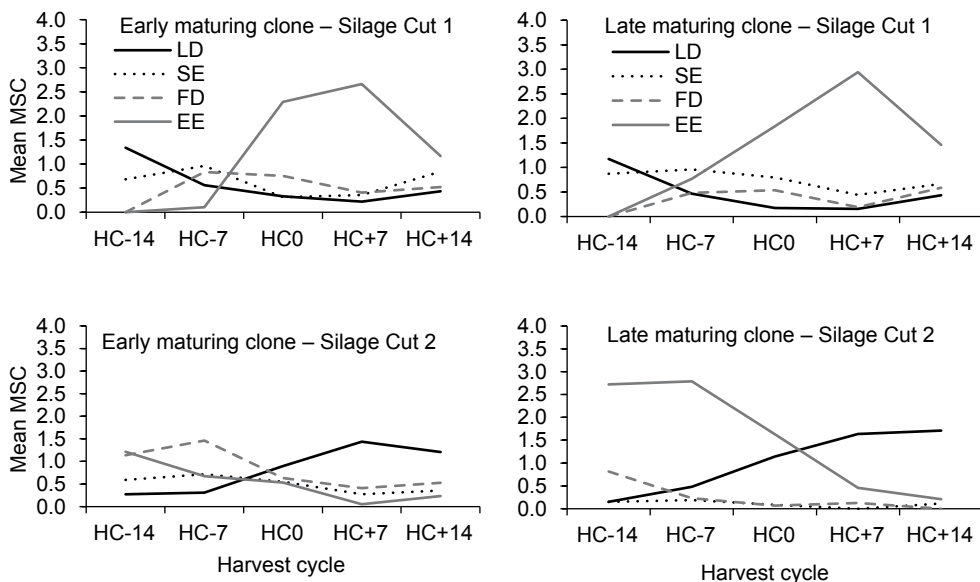 Early maturing clone – Silage Cut 1
Mean MSC
4.0
3.5
3.0
2.5
2.0
1.5
1.0
0.5
0.0
LD
SE
FD
EE
HC-14 HC-7 HC0 HC+7 HC+14
Late maturing clone – Silage Cut 1
4.0
3.5
3.0
2.5
2.0
1.5
1.0
0.5
0.0
LD
SE
FD
EE
HC-14 HC-7 HC0 HC+7 HC+14
Early maturing clone – Silage Cut 2
Mean MSC
4.0
3.5
3.0
2.5
2.0
1.5
1.0
0.5
0.0
HC-14 HC-7 HC0 HC+7 HC+14
Harvest cycle
Late maturing clone – Silage Cut 2
4.0
3.5
3.0
2.5
2.0
1.5
1.0
0.5
0.0
HC-14 HC-7 HC0 HC+7 HC+14
Harvest cycle